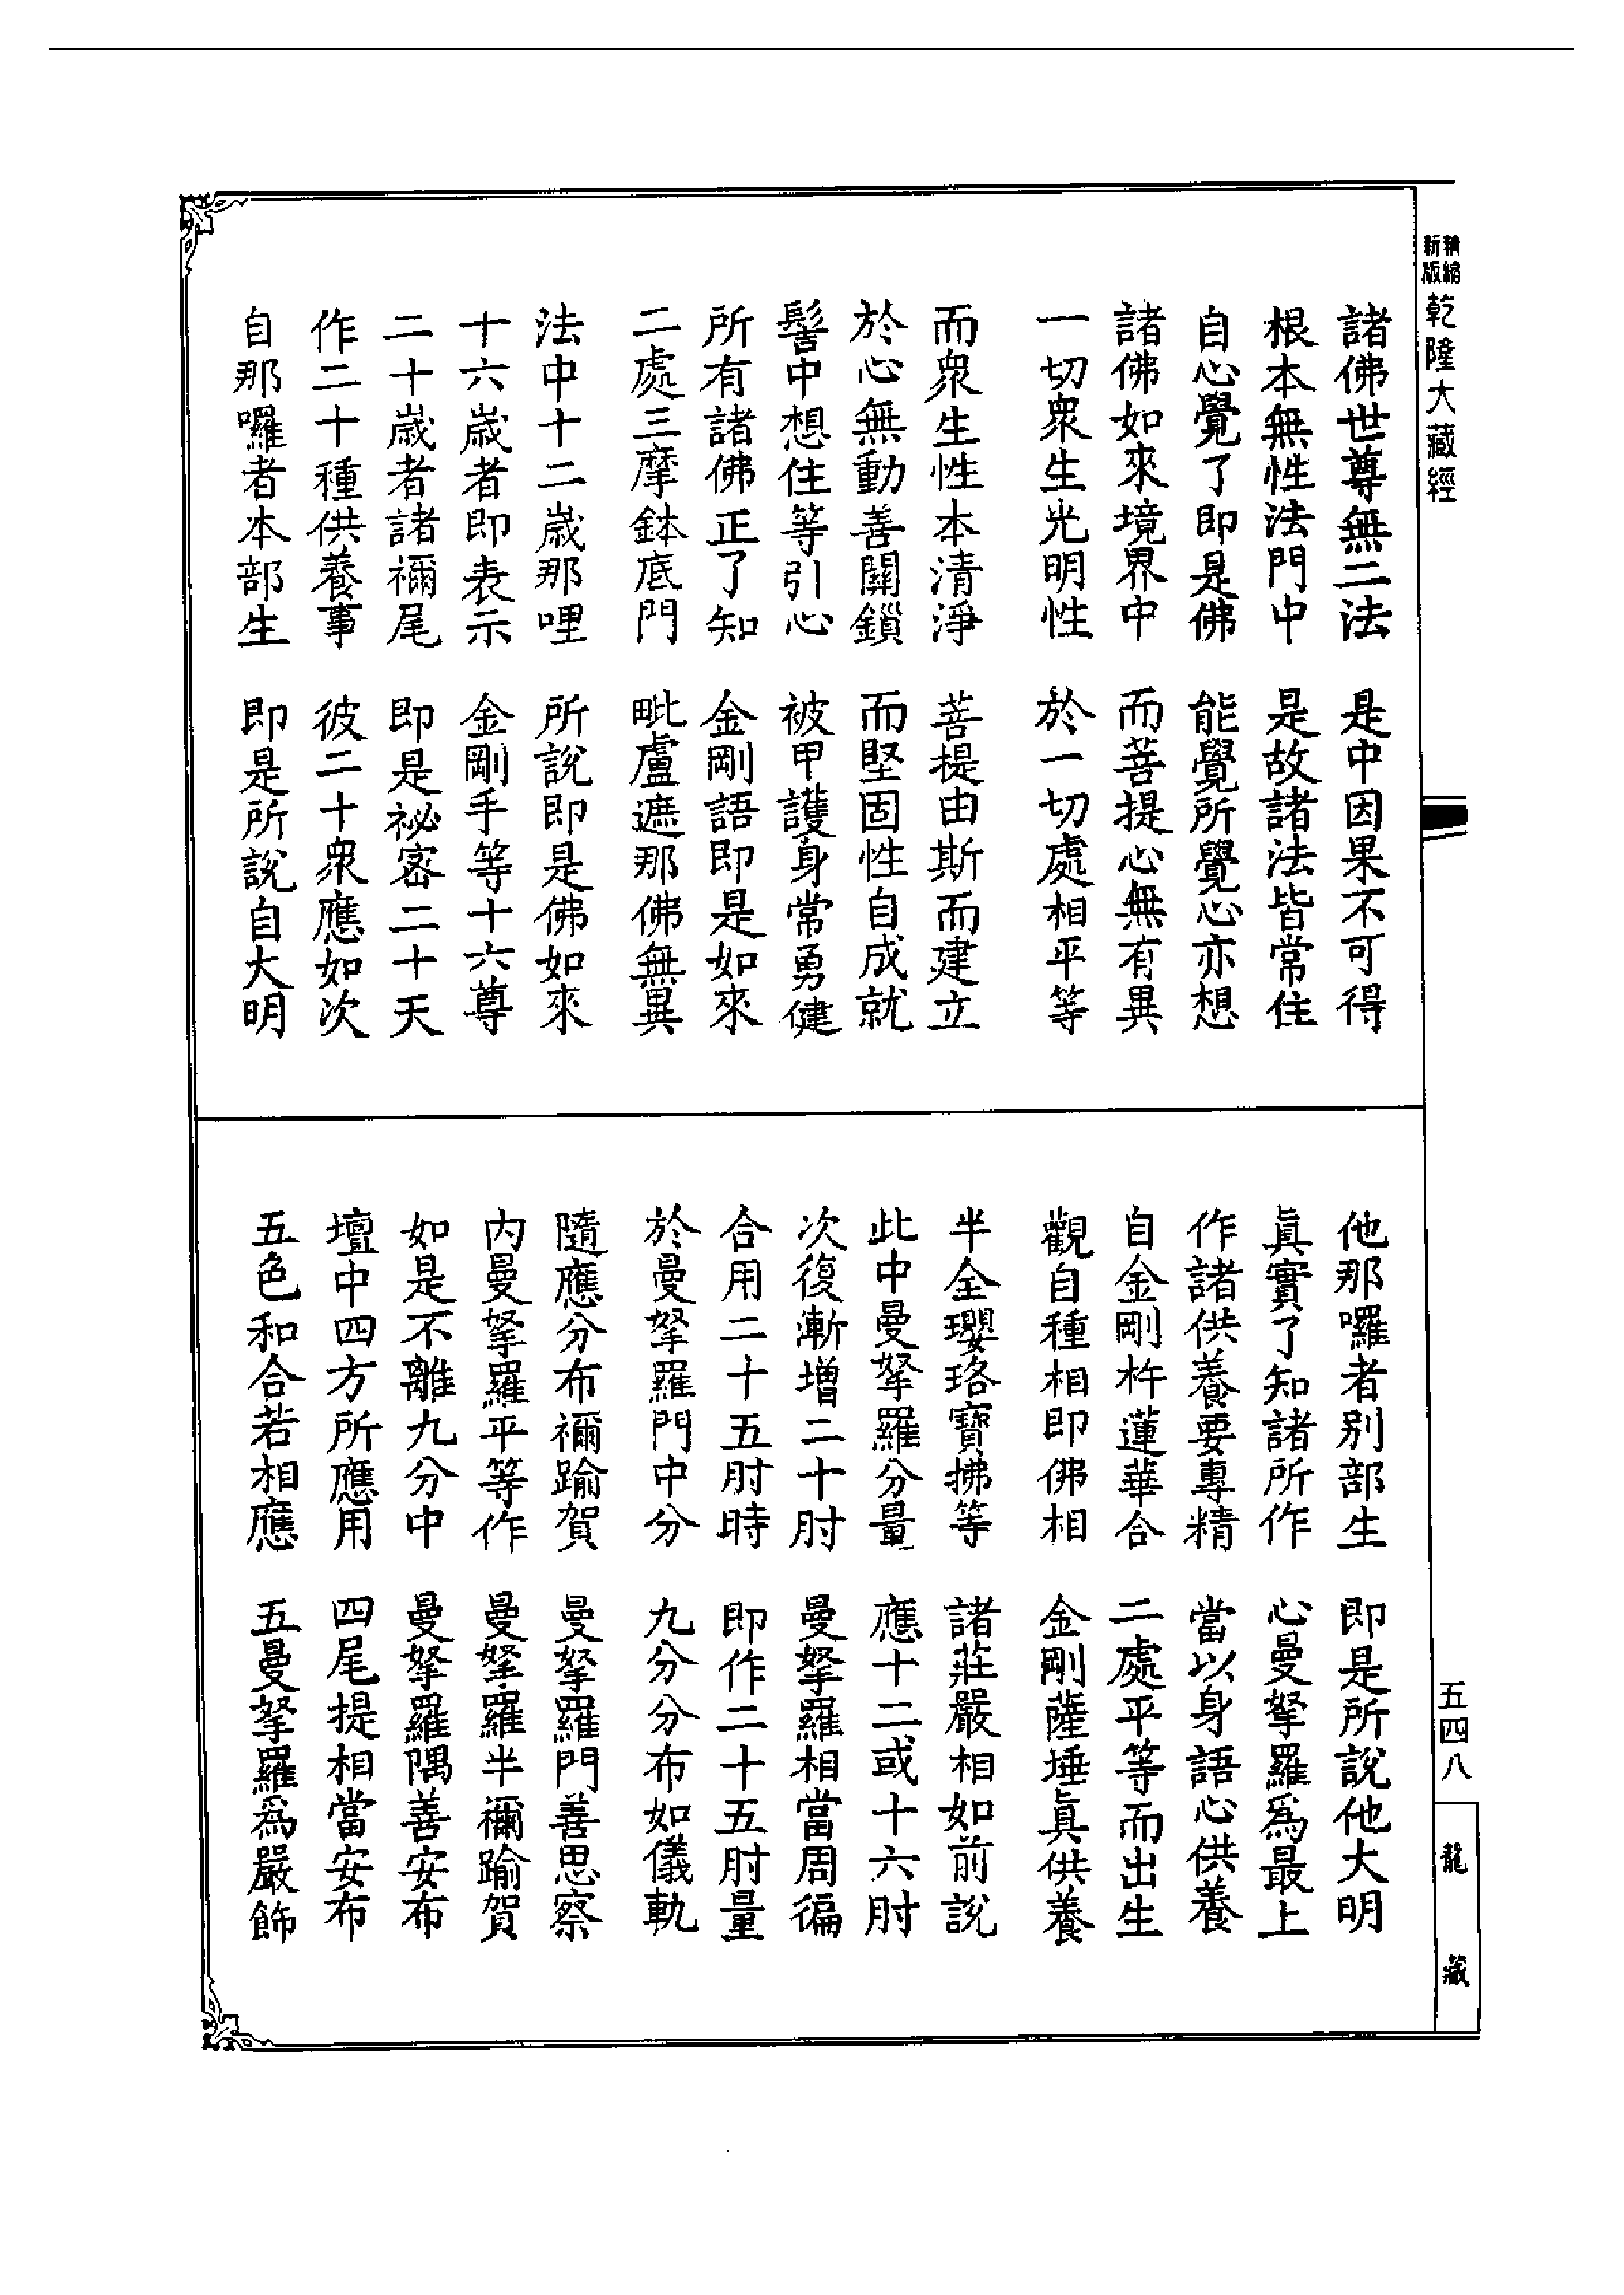 精縮
新版
乾隆大藏經
諸佛世尊無二法　是中因果不可得
根本無性法門中　是故諸法皆常住
自心覺了即是佛　能覺所覺心亦想
諸佛如來境界中　而菩提心無有異
一切眾生光明性　於一切處相平等
而眾生性本清淨　菩提由斯而建立
於心無動善關鎖　而堅固性自成就
髻中想住等引心　被甲護身常勇健
所有諸佛正了知　金剛語即是如來
二處三摩鉢底門　毗盧遮那佛無異
法中十二歲那哩　所說即是佛如來
十六歲者即表示　金剛手等十六尊
二十歲者諸禰尾　即是祕密二十天
作二十種供養事　彼二十眾應如次
自那囉者本部生　即是所說自大明
他那囉者別部生　即是所說他大明
眞實了知諸所作　心曼拏羅爲最上
作諸供養要專精　當以身語心供養
自金剛杵蓮華合　二處平等而出生
觀自種相即佛相　金剛薩埵眞供養
半全瓔珞寶拂等　諸莊嚴相如前說
此中曼拏羅分量　應十二或十六肘
次復漸增二十肘　曼拏羅相當周徧
合用二十五肘時　即作二十五肘量
於曼拏羅門中分　九分分布如儀軌
隨應分布禰踰賀　曼拏羅門善思察
內曼拏羅平等作　曼拏羅半禰踰賀
如是不離九分中　曼拏羅隅善安布
壇中四方所應用　四尾提相當安布
五色和合若相應　五曼拏羅爲嚴飾
五四八
龍藏